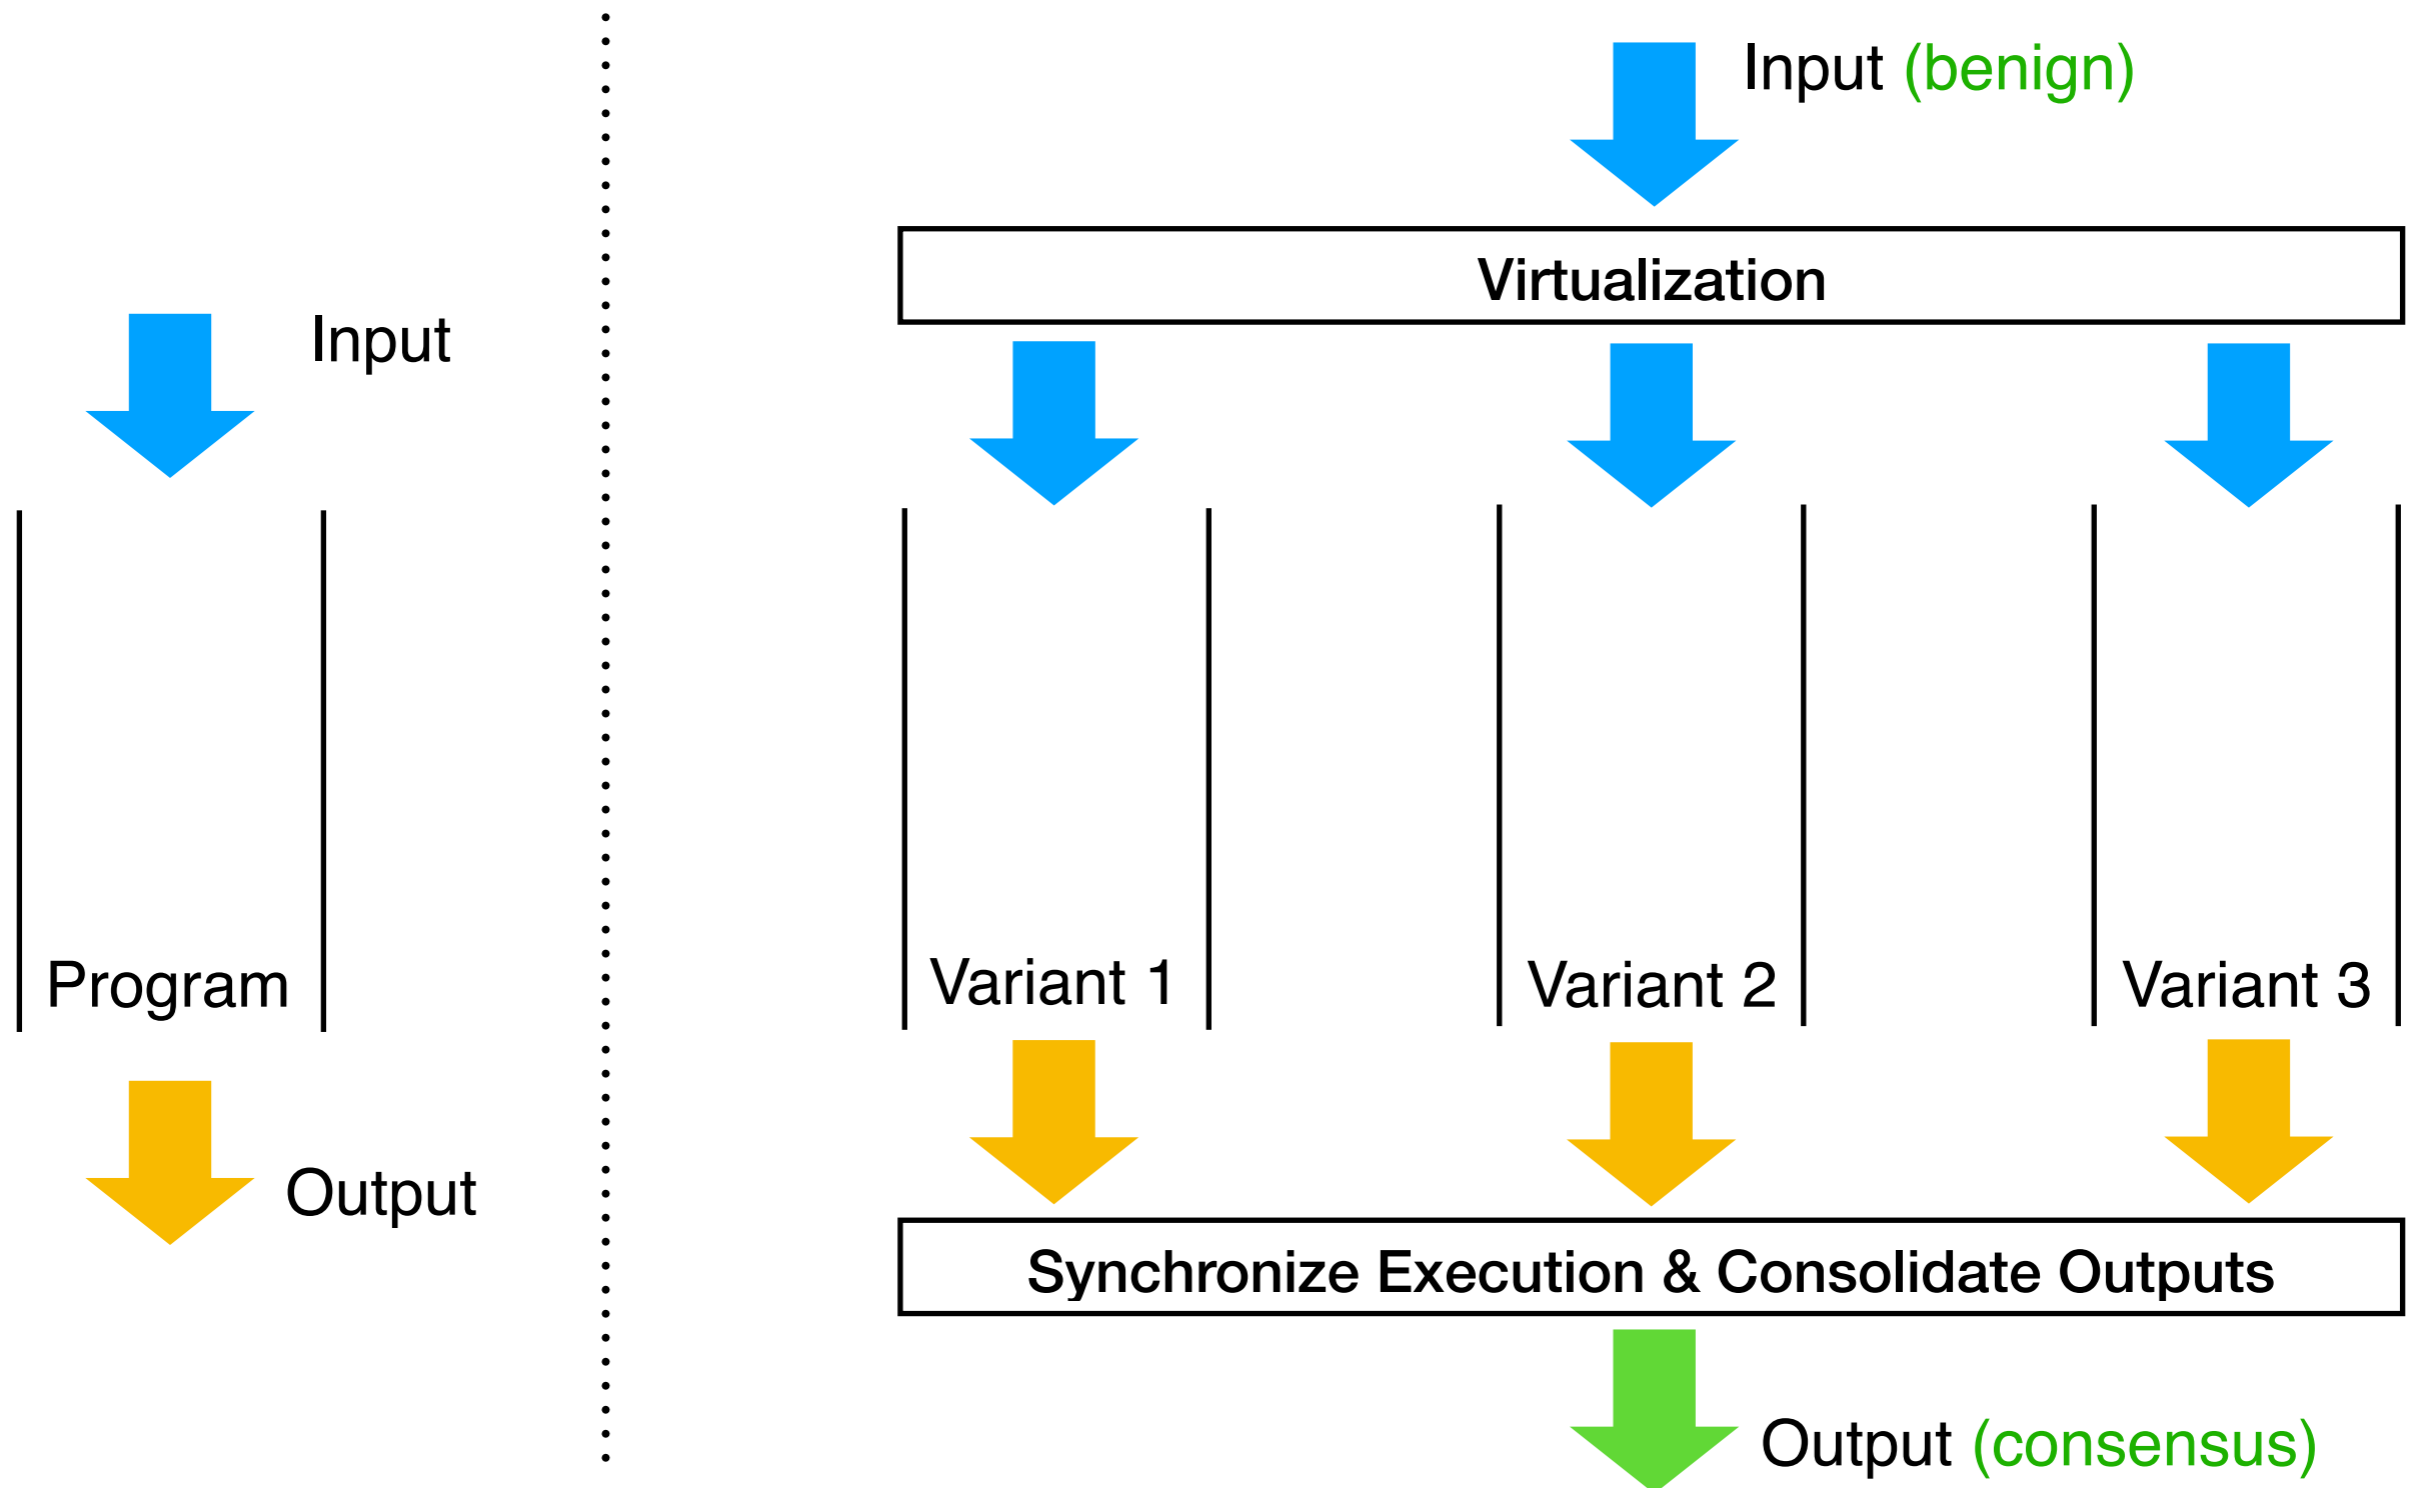 Input
Program
Output
Input (benign)
Virtualization
Variant 1
Variant 2
Variant 3
Synchronize Execution & Consolidate Outputs
Output (consensus)